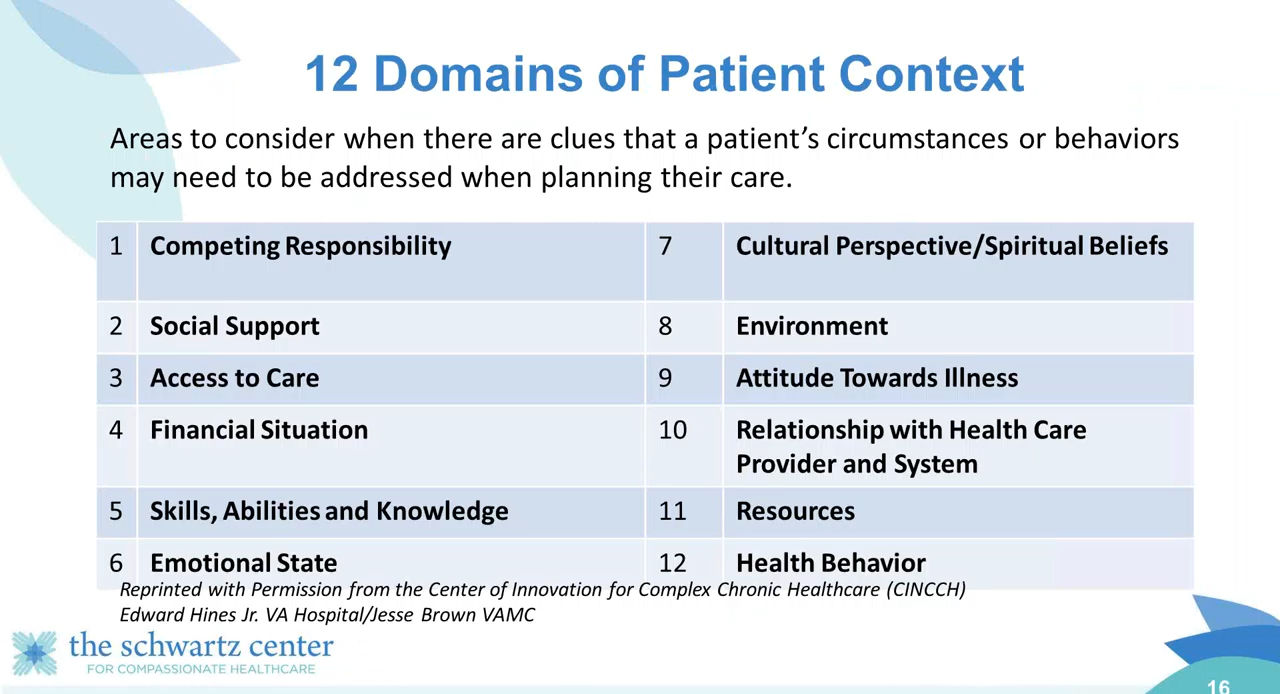 12 Domains of Patient Context
Areas to consider when there are clues that a patient's circumstances or behaviors
may need to be addressed when planning their care.
1 Competing Responsibility 7 Cultural Perspective/Spiritual Beliefs
2 Social Support 8 Environment
3 Access to Care 9 Attitude Towards Illness
4 Financial Situation 10 Relationship with Health Care
Provider and System
5 Skills, Abilities and Knowledge 11 Resources
6 Emotional State 12 Health Behavior
Reprinted with Permission from the Center of Innovation for Complex Chronic Healthcare (CINCCH)
Edward Hines Jr. VA Hospital/Jesse Brown VAMC
the schwartz center
FOR COMPASSIONATE HEALTHCARE
16